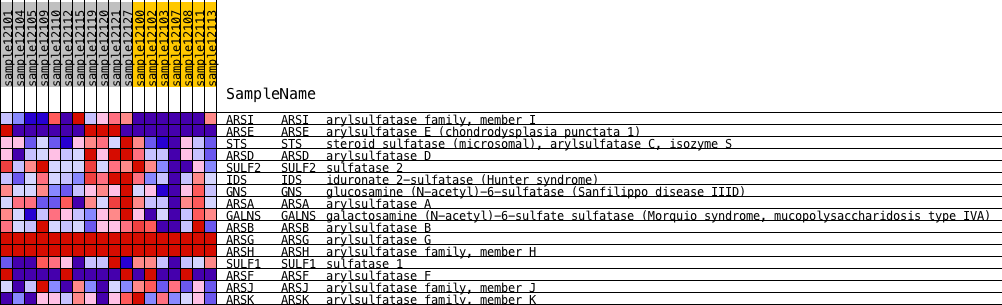 sample12101
sample12104
sample12105
sample12109
sample12110
sample12112
sample12115
sample12119
sample12120
sample12121
sample12127
sample12100
sample12102
sample12103
sample12107
sample12108
sample12111
sample12113
SampleName
ARSI ARSI arylsulfatase family, member I
ARSE ARSE arylsulfatase E (chondrodysplasia punctata 1)
STS STS steroid sulfatase (microsomal), arylsulfatase C, isozyme S
ARSD ARSD arylsulfatase D
SULF2 SULF2 sulfatase 2
IDS IDS iduronate 2-sulfatase (Hunter syndrome)
GNS GNS glucosamine (N-acetyl)-6-sulfatase (Sanfilippo disease IIID)
ARSA ARSA arylsulfatase A
GALNS GALNS galactosamine (N-acetyl)-6-sulfate sulfatase (Morquio syndrome, mucopolysaccharidosis type IVA)
ARSB ARSB arylsulfatase B
ARSG ARSG arylsulfatase G
ARSH ARSH arylsulfatase family, member H
SULF1 SULF1 sulfatase 1
ARSF ARSF arylsulfatase F
ARSJ ARSJ arylsulfatase family, member J
ARSK ARSK arylsulfatase family, member K